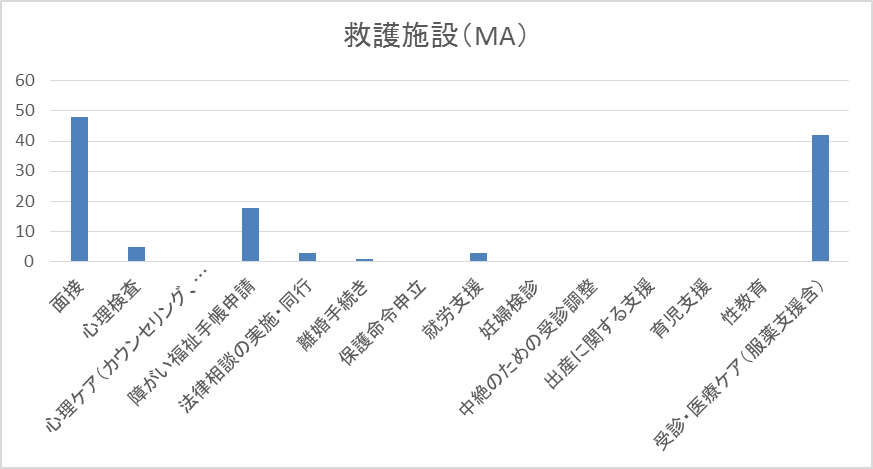 救護施設（MA）
60
50
40
30
20
10
0
面接
心理検査
心理ケア（カウンセリング、…
障がい福祉手帳申請
法律相談の実施・同行
離婚手続き
保護命令申立
就労支援
妊婦検診
中絶のための受診調整
出産に関する支援
育児支援
性教育
受診・医療ケア（服薬支援含）